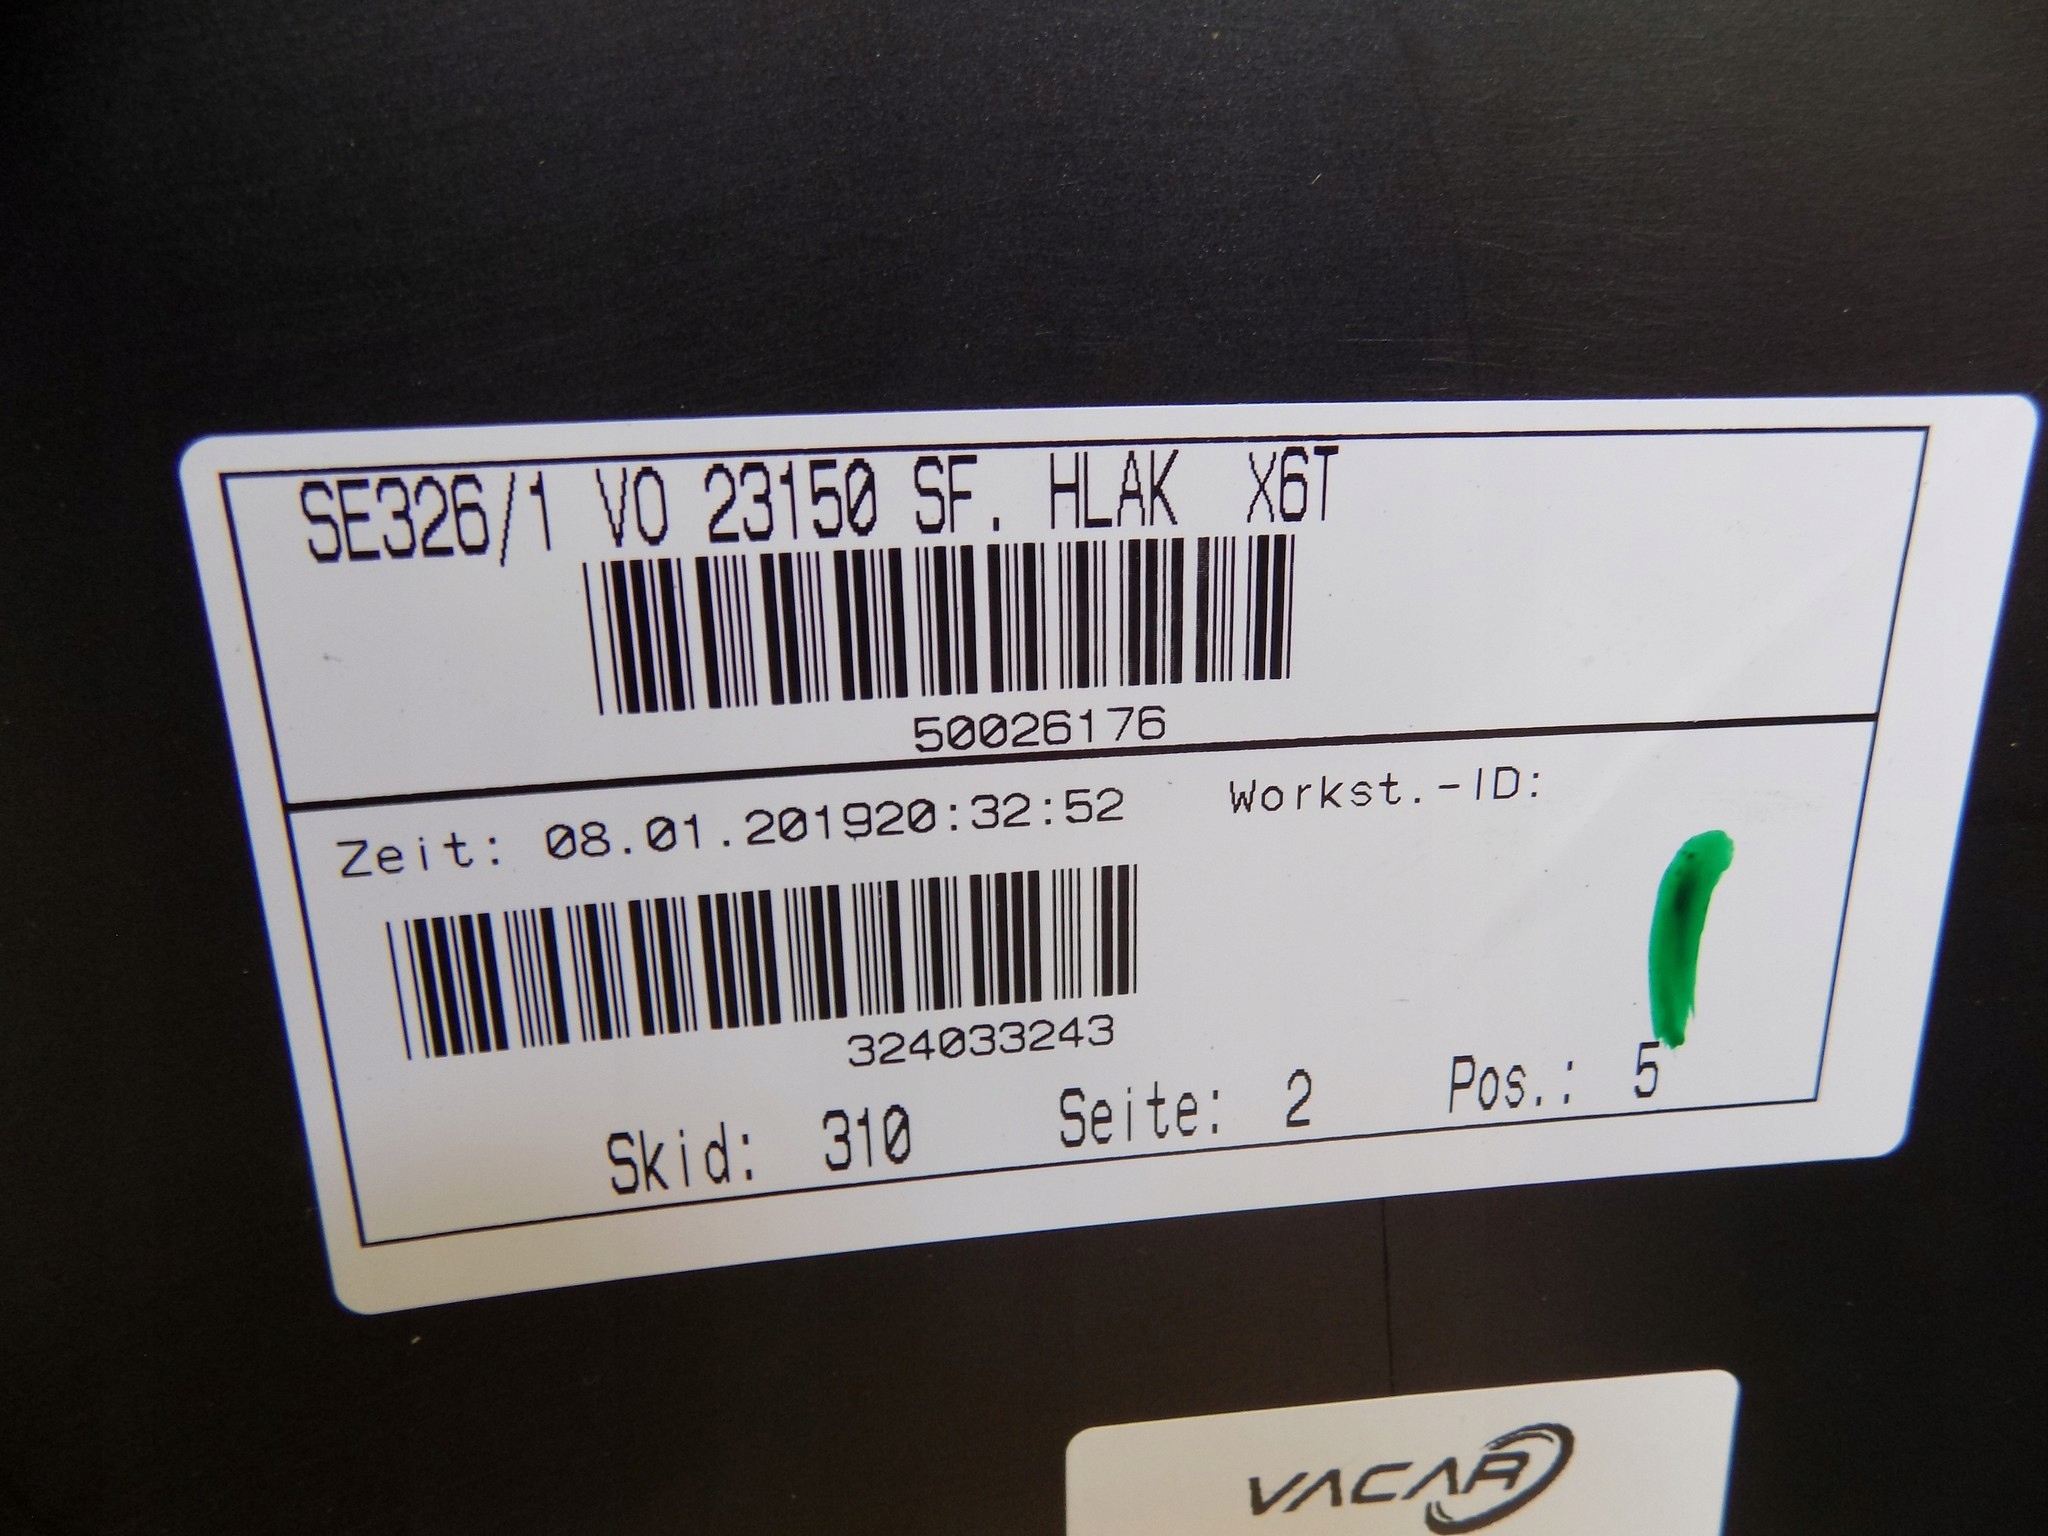 SE326/1 VO 23150 SF. HLAK X6T
50026176
Zeit: 08.01.201920:32:52 Workst.-ID:
324033243
Skid: 310 Seite: 2 Pos.: 5
VACAR